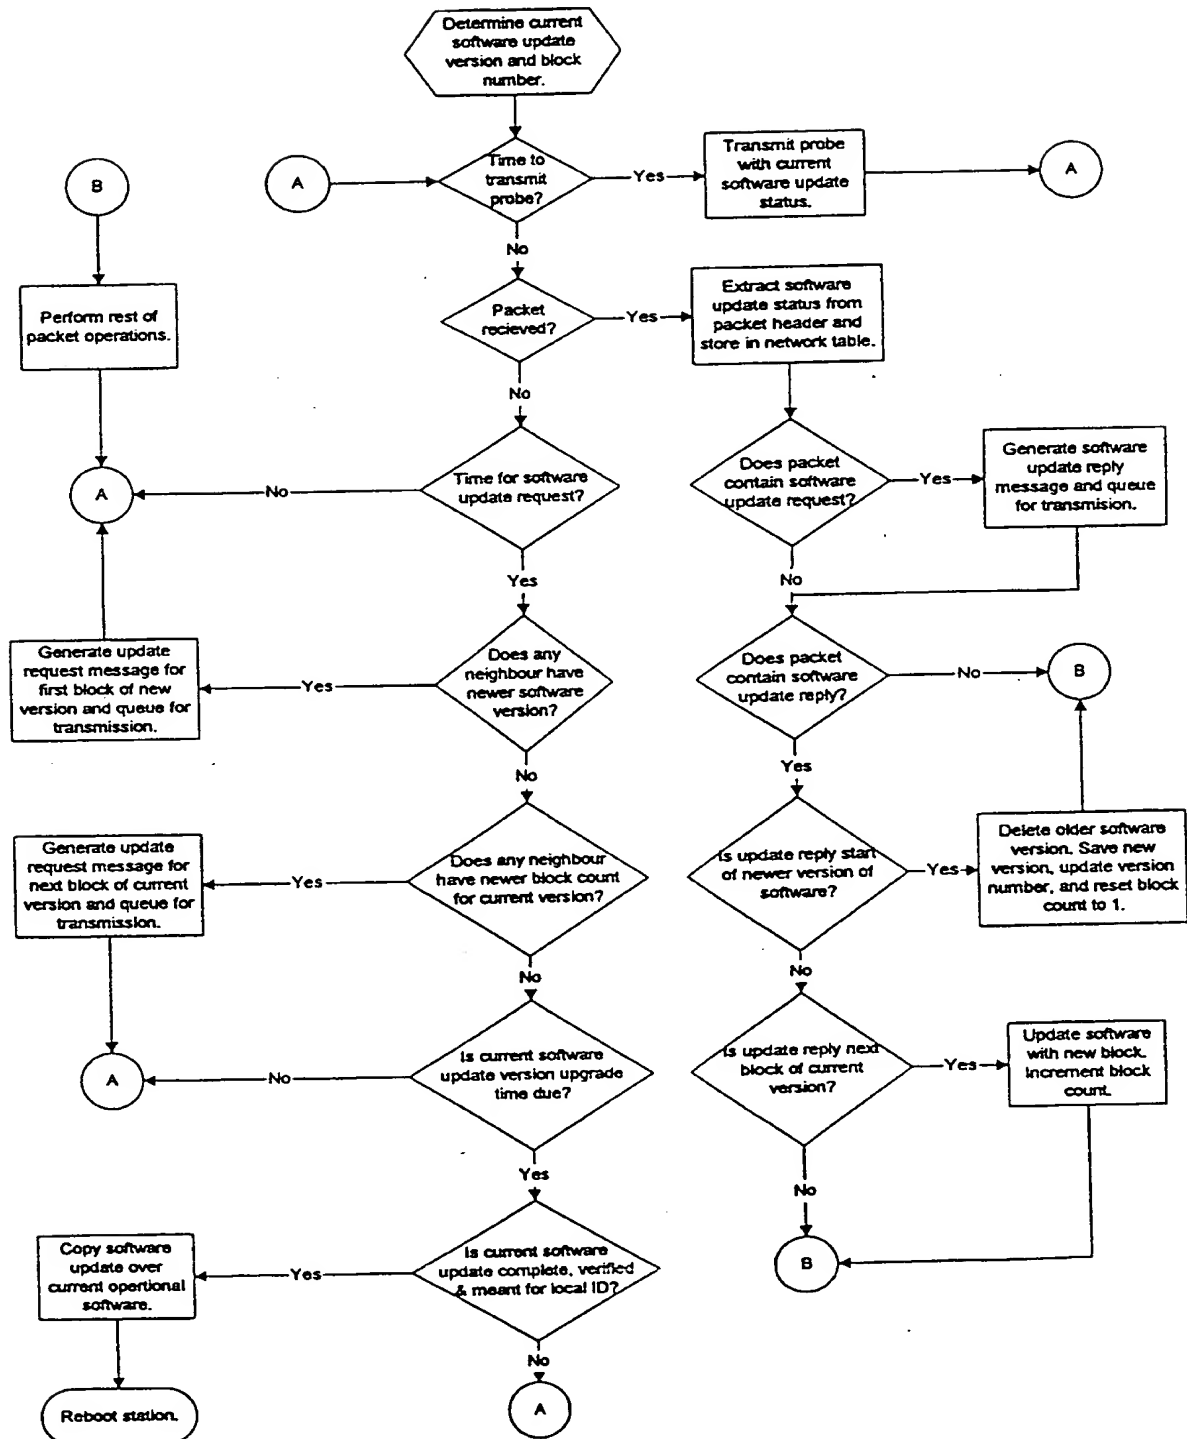 Determine current
software update
version and block
number.
B
A
Time to
transmit
probe?
Yes
Transmit probe
with current
software update
status.
A
No
Perform rest of
packet operations.
Packet
recieved?
Yes
Extract software
update status from
packet header and
store in network table.
No
A
No
Time for software
update request?
Does packet
contain software
update request?
Yes
Generate software
update reply
message and queue
for transmision.
Yes
No
Generate update
request message for
first block of new
version and queue for
transmission.
Yes
Does any
neighbour have
newer software
version?
Does packet
contain software
update reply?
No
B
No
Yes
Generate update
request message for
next block of current
version and queue for
transmission.
Yes
Does any neighbour
have newer block count
for current version?
Is update reply start
of newer version of
software?
Yes
Delete older software
version. Save new
version, update version
number, and reset block
count to 1.
No
No
A
No
Is current software
update version upgrade
time due?
Is update reply next
block of current
version?
Yes
Update software
with new block.
Increment block
count.
Yes
No
Copy software
update over
current opertional
software.
Yes
Is current software
update complete, verified
& meant for local ID?
B
No
Reboot station.
A